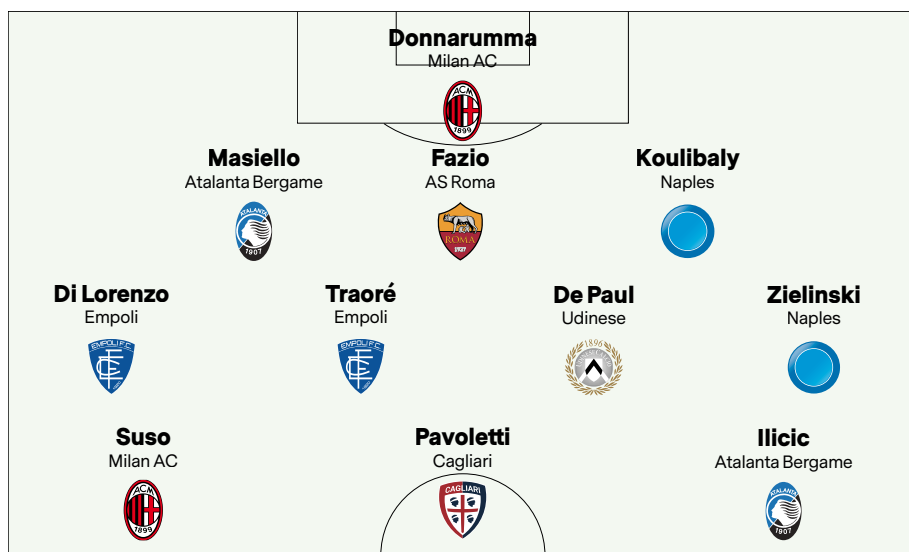 Donnarumma
Milan AC
ACM
1899
Masiello
Atalanta Bergame
ATALANTA
1907
Fazio
AS Roma
ROMA
1927
Koulibaly
Naples
Di Lorenzo
Empoli
EMPOLI F.C.
Traoré
Empoli
EMPOLI F.C.
De Paul
Udinese
1896
Zielinski
Naples
Suso
Milan AC
ACM
1899
Pavoletti
Cagliari
CAGLIARI
Ilicic
Atalanta Bergame
ATALANTA
1907